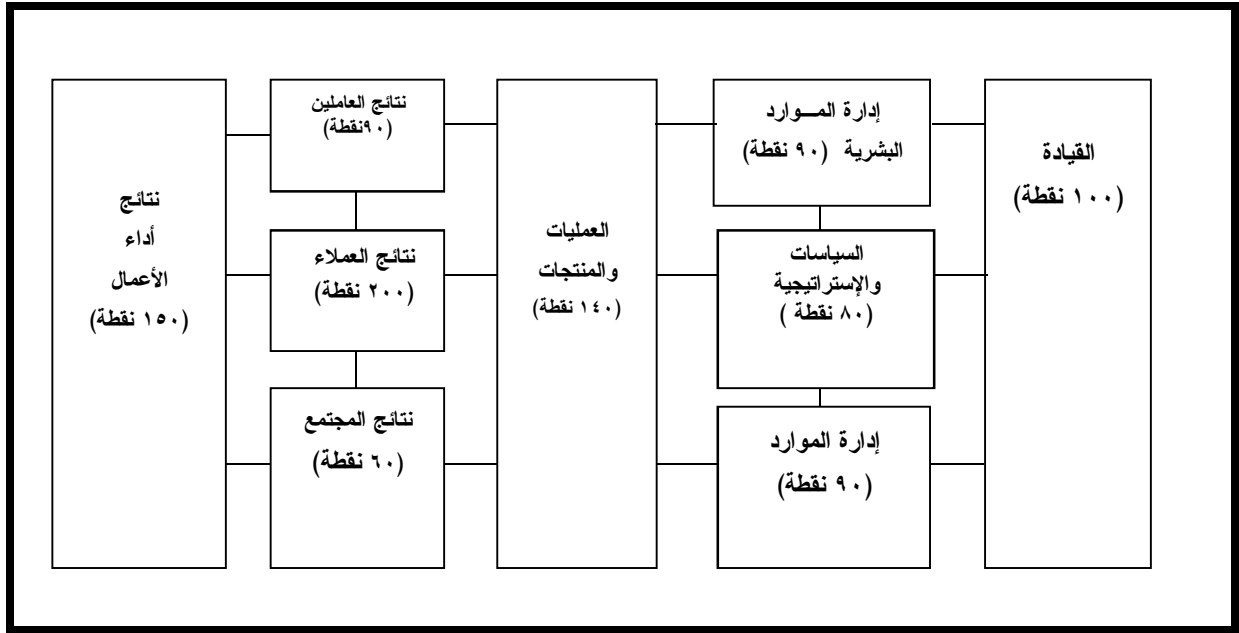 القيادة
(١٠٠ نقطة)
إدارة المـــوارد
البشرية (٩٠ نقطة)
السياسات
والإستراتيجية
(٨٠ نقطة )
إدارة الموارد
(٩٠ نقطة)
العمليات
والمنتجات
(١٤٠ نقطة)
نتائج العاملين
(٩٠نقطة)
نتائج العملاء
(٢٠٠ نقطة)
نتائج المجتمع
(٦٠ نقطة)
نتائج
أداء
الأعمال
(١٥٠ نقطة)